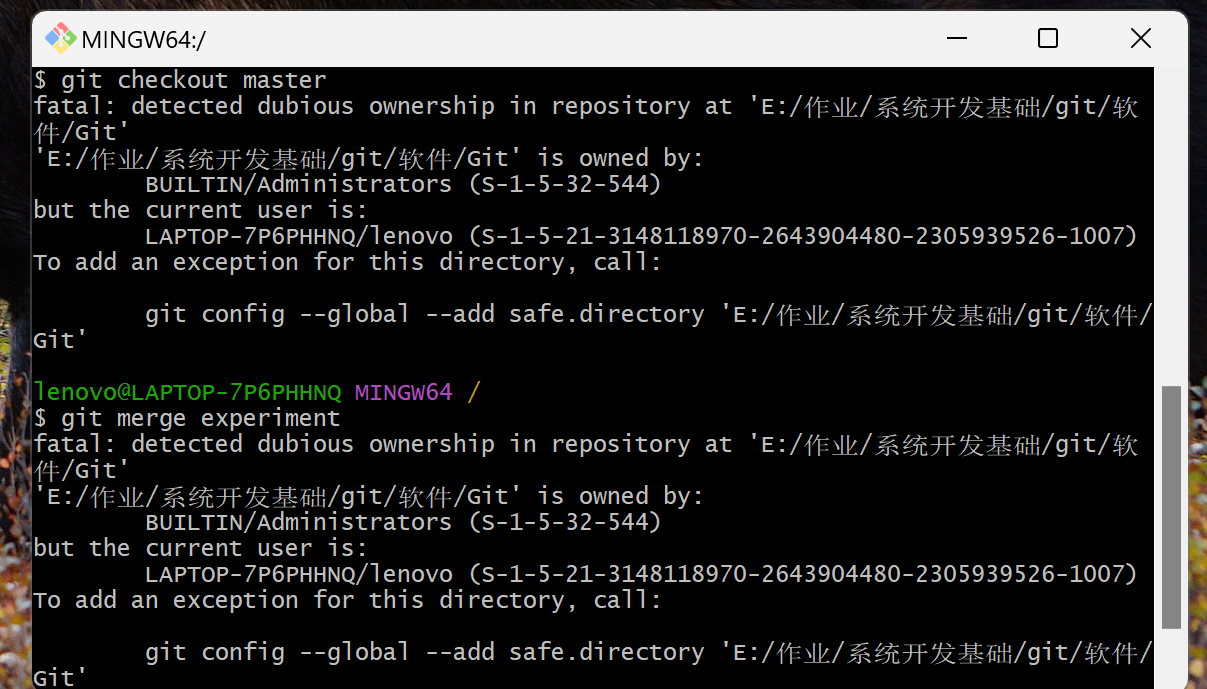 MINGW64:/
$ git checkout master
fatal: detected dubious ownership in repository at 'E:/作业/系统开发基础/git/软
件/Git'
'E:/作业/系统开发基础/git/软件/Git' is owned by:
        BUILTIN/Administrators (S-1-5-32-544)
but the current user is:
        LAPTOP-7P6PHHNQ/lenovo (S-1-5-21-3148118970-2643904480-2305939526-1007)
To add an exception for this directory, call:
        git config --global --add safe.directory 'E:/作业/系统开发基础/git/软件/
Git'
lenovo@LAPTOP-7P6PHHNQ MINGW64 /
$ git merge experiment
fatal: detected dubious ownership in repository at 'E:/作业/系统开发基础/git/软
件/Git'
'E:/作业/系统开发基础/git/软件/Git' is owned by:
        BUILTIN/Administrators (S-1-5-32-544)
but the current user is:
        LAPTOP-7P6PHHNQ/lenovo (S-1-5-21-3148118970-2643904480-2305939526-1007)
To add an exception for this directory, call:
        git config --global --add safe.directory 'E:/作业/系统开发基础/git/软件/
Git'